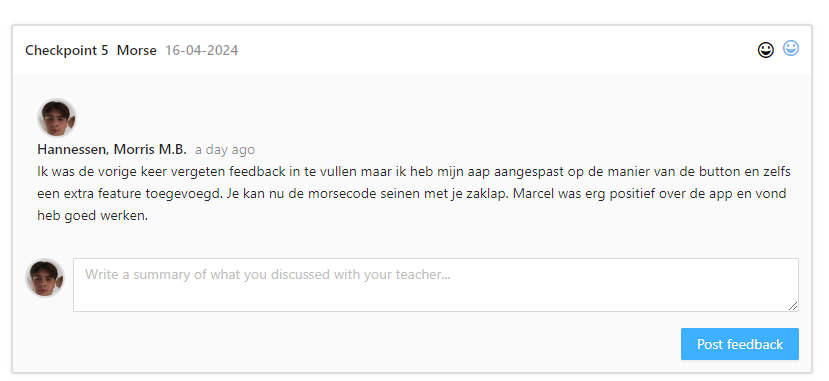 Checkpoint 5 Morse 16-04-2024
Hannessen, Morris M.B. a day ago
Ik was de vorige keer vergeten feedback in te vullen maar ik heb mijn aap aangespast op de manier van de button en zelfs
een extra feature toegevoegd. Je kan nu de morsecode seinen met je zaklap. Marcel was erg positief over de app en vond
heb goed werken.
Write a summary of what you discussed with your teacher...
Post feedback